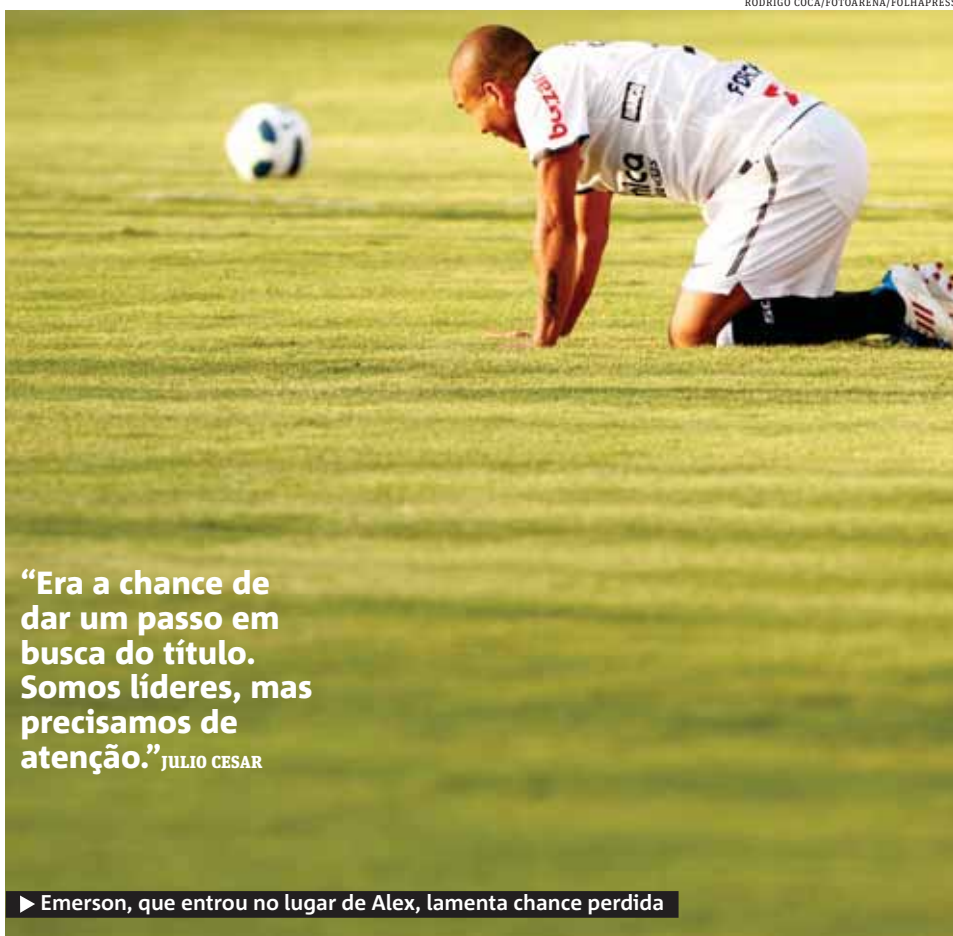 RODRIGO COCA/FOTOARENA/FOLHAPRESS
bozano
“Era a chance de
dar um passo em
busca do título.
Somos líderes, mas
precisamos de
atenção.” JULIO CESAR
▶ Emerson, que entrou no lugar de Alex, lamenta chance perdida